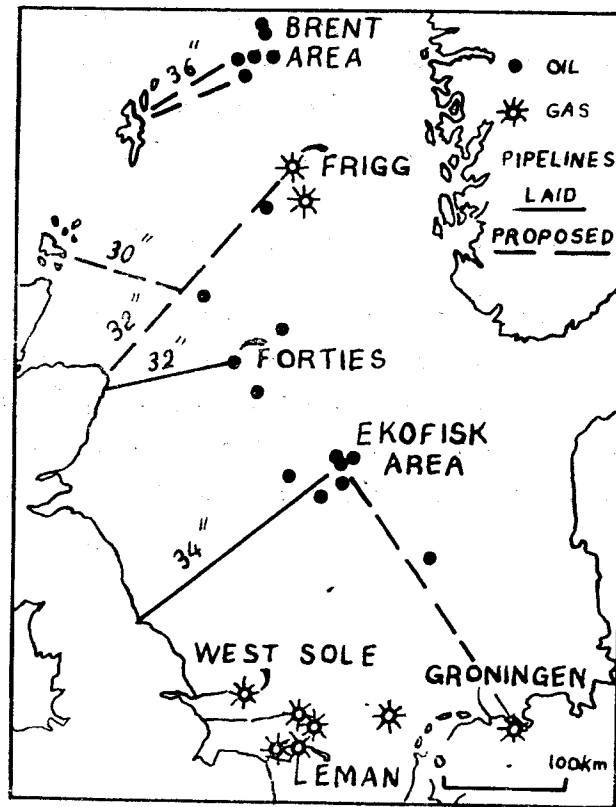 BRENT
AREA
36"
OIL
GAS
PIPELINES
LAID
PROPOSED
FRIGG
30"
32"
32"
FORTIES
EKOFISK
AREA
34"
WEST SOLE
GRONINGEN
LEMAN
0 100km